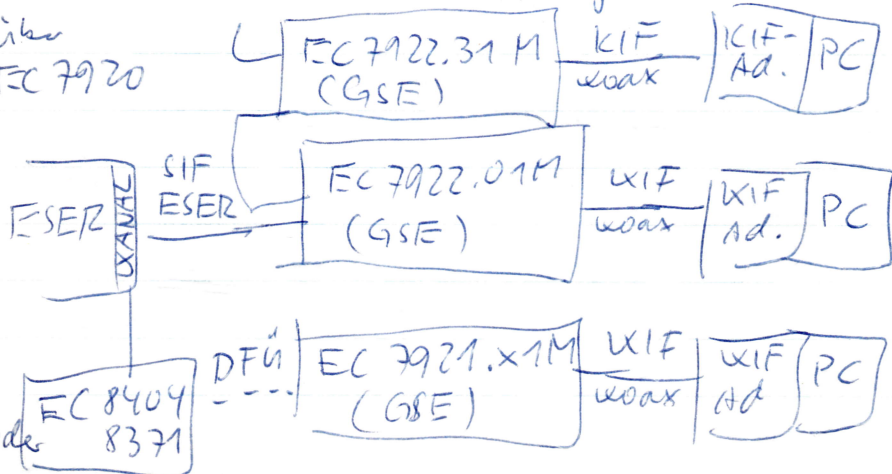 über
EC 7920
EC 7922.31 M
(GSE)
KIF
koax
KIF-
Ad.
PC
ESER
KANAL
SIF
ESER
EC 7922.01M
(GSE)
KIF
koax
KIF
Ad.
PC
EC 8404
8371
DFÜ
EC 7921.x1M
(GSE)
KIF
koax
KIF
Ad
PC